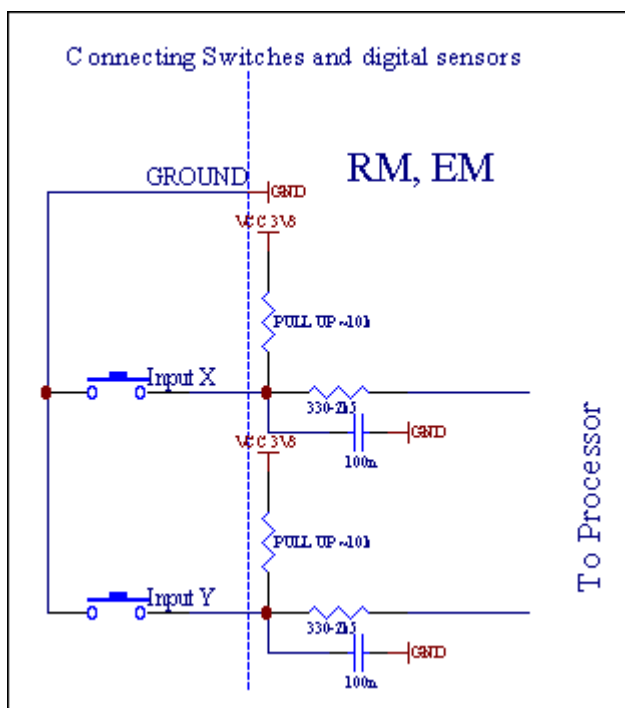 Connecting Switches and digital sensors
RM, EM
GROUND
GND
VCC 3V3
PULL UP ~10k
Input X
330-2k5
GND
100n
VCC 3V3
PULL UP ~10k
Input Y
330-2k5
GND
100n
To Processor